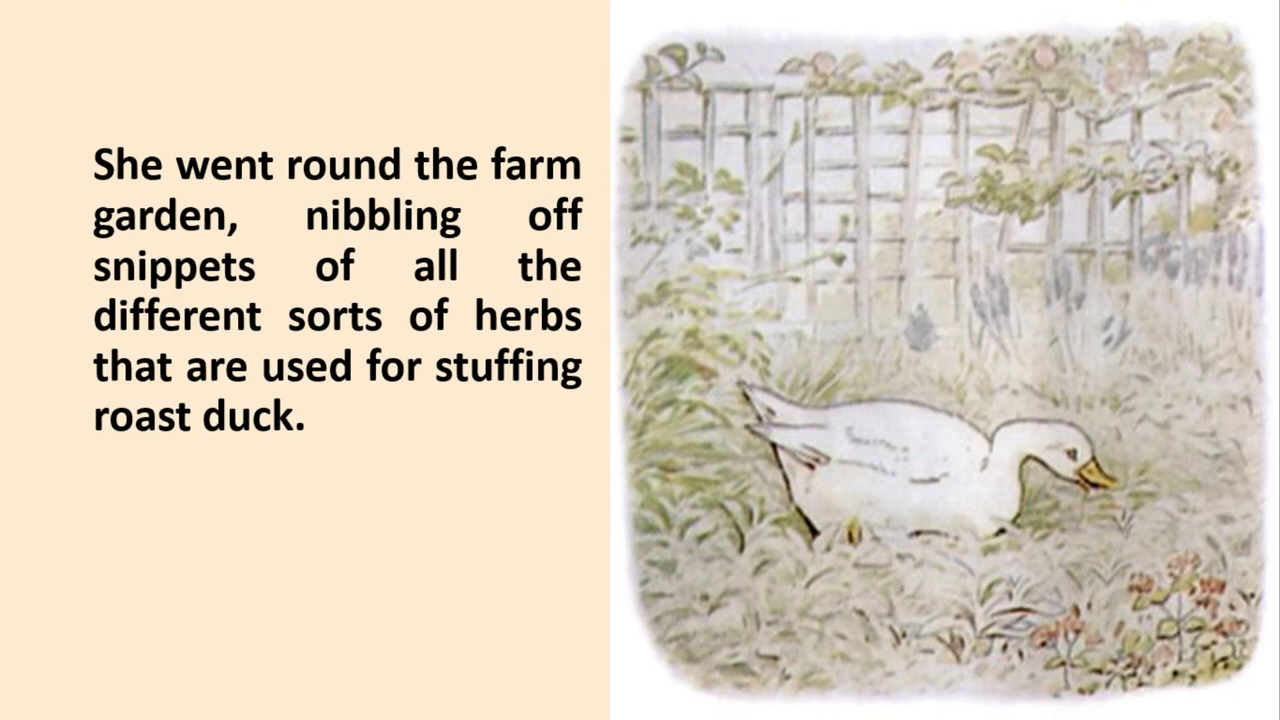 She went round the farm
garden, nibbling off
snippets of all the
different sorts of herbs
that are used for stuffing
roast duck.